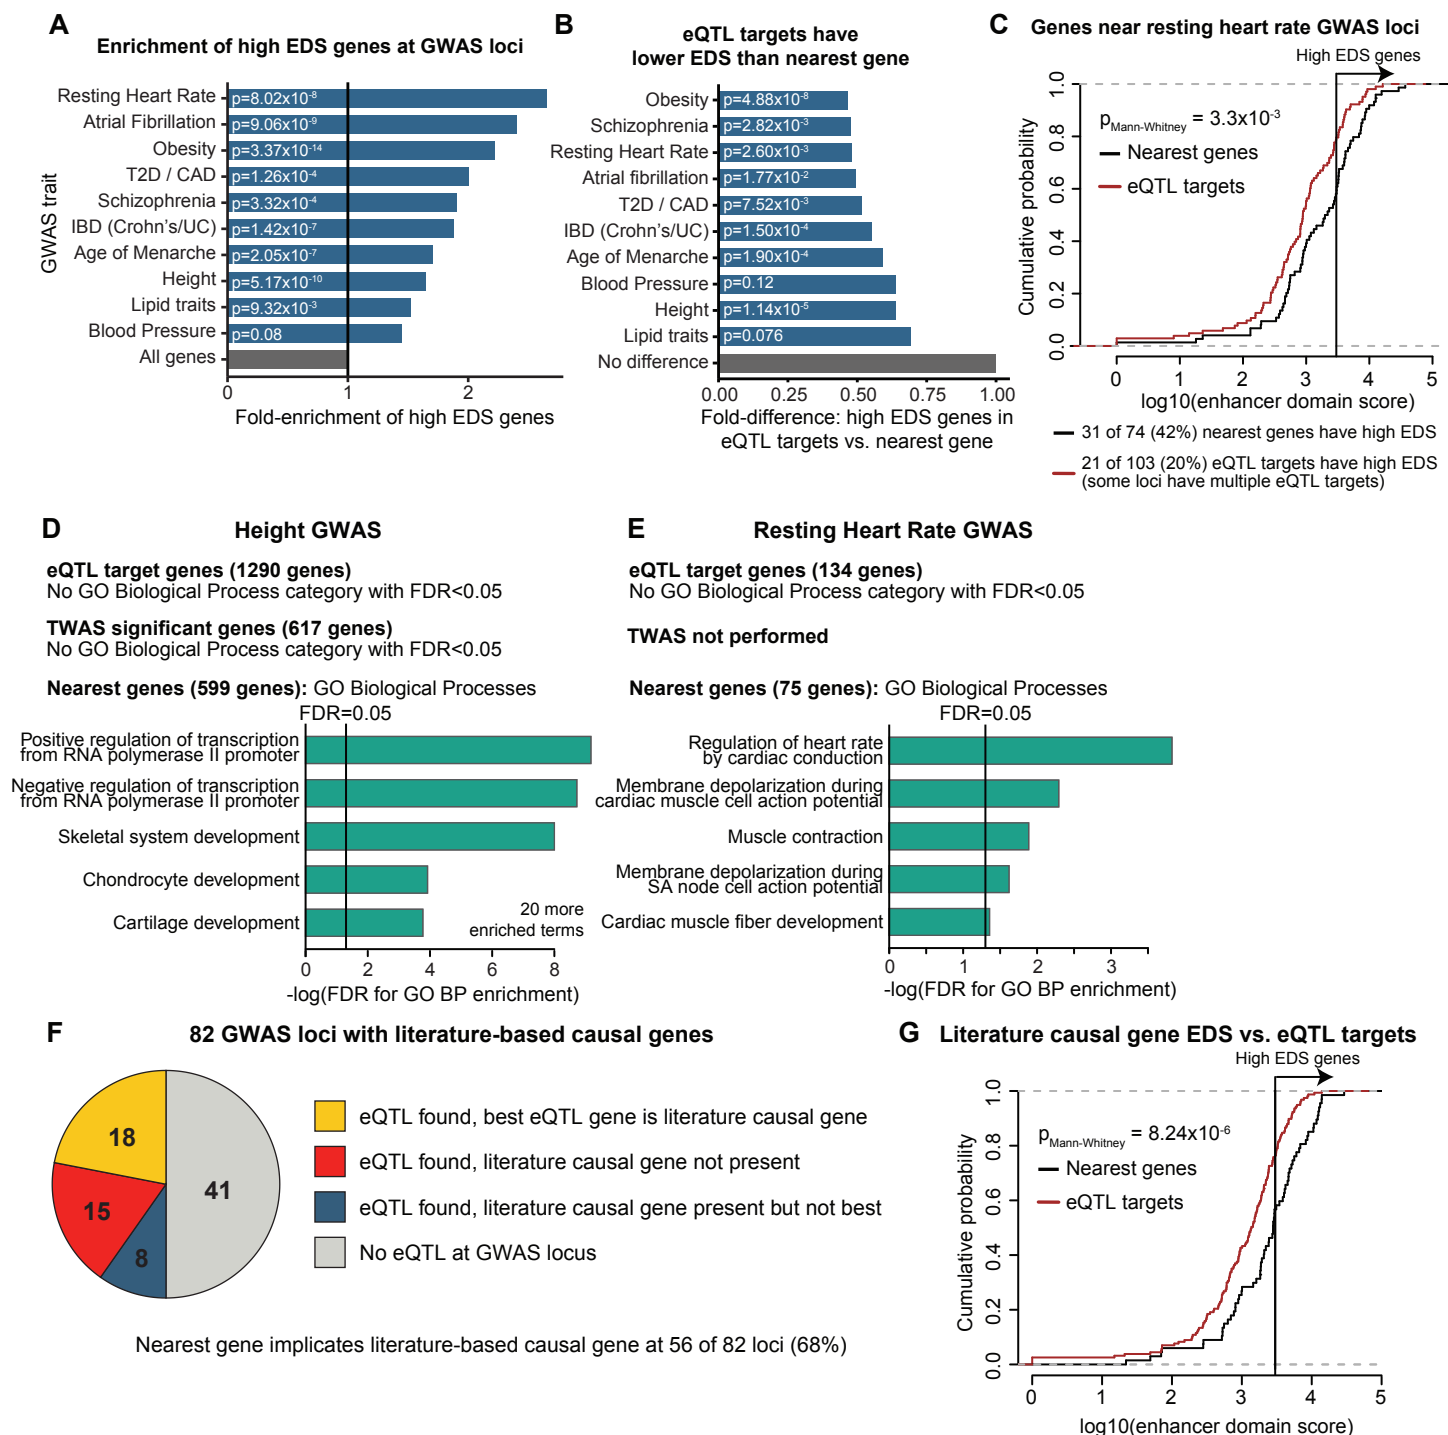 A
Enrichment of high EDS genes at GWAS loci
GWAS trait
Resting Heart Rate
p=8.02x10-8
Atrial Fibrillation
p=9.06x10-9
Obesity
p=3.37x10-14
T2D / CAD
p=1.26x10-4
Schizophrenia
p=3.32x10-4
IBD (Crohn's/UC)
p=1.42x10-7
Age of Menarche
p=2.05x10-7
Height
p=5.17x10-10
Lipid traits
p=9.32x10-3
Blood Pressure
p=0.08
All genes
0 1 2
Fold-enrichment of high EDS genes
B
eQTL targets have
lower EDS than nearest gene
Obesity
p=4.88x10-8
Schizophrenia
p=2.82x10-3
Resting Heart Rate
p=2.60x10-3
Atrial fibrillation
p=1.77x10-2
T2D / CAD
p=7.52x10-3
IBD (Crohn's/UC)
p=1.50x10-4
Age of Menarche
p=1.90x10-4
Blood Pressure
p=0.12
Height
p=1.14x10-5
Lipid traits
p=0.076
No difference
0.00 0.25 0.50 0.75 1.00
Fold-difference: high EDS genes in
eQTL targets vs. nearest gene
C
Genes near resting heart rate GWAS loci
High EDS genes
Cumulative probability
1.0
0.8
0.6
0.4
0.2
0.0
pMann-Whitney = 3.3x10-3
Nearest genes
eQTL targets
0 1 2 3 4 5
log10(enhancer domain score)
31 of 74 (42%) nearest genes have high EDS
21 of 103 (20%) eQTL targets have high EDS
(some loci have multiple eQTL targets)
D
Height GWAS
eQTL target genes (1290 genes)
No GO Biological Process category with FDR<0.05
TWAS significant genes (617 genes)
No GO Biological Process category with FDR<0.05
Nearest genes (599 genes): GO Biological Processes
FDR=0.05
Positive regulation of transcription
from RNA polymerase II promoter
Negative regulation of transcription
from RNA polymerase II promoter
Skeletal system development
Chondrocyte development
Cartilage development
20 more
enriched terms
0 2 4 6 8
-log(FDR for GO BP enrichment)
E
Resting Heart Rate GWAS
eQTL target genes (134 genes)
No GO Biological Process category with FDR<0.05
TWAS not performed
Nearest genes (75 genes): GO Biological Processes
FDR=0.05
Regulation of heart rate
by cardiac conduction
Membrane depolarization during
cardiac muscle cell action potential
Muscle contraction
Membrane depolarization during
SA node cell action potential
Cardiac muscle fiber development
0 1 2 3
-log(FDR for GO BP enrichment)
F
82 GWAS loci with literature-based causal genes
18
15
8
41
eQTL found, best eQTL gene is literature causal gene
eQTL found, literature causal gene not present
eQTL found, literature causal gene present but not best
No eQTL at GWAS locus
Nearest gene implicates literature-based causal gene at 56 of 82 loci (68%)
G
Literature causal gene EDS vs. eQTL targets
High EDS genes
Cumulative probability
1.0
0.8
0.6
0.4
0.2
0.0
pMann-Whitney = 8.24x10-6
Nearest genes
eQTL targets
0 1 2 3 4 5
log10(enhancer domain score)